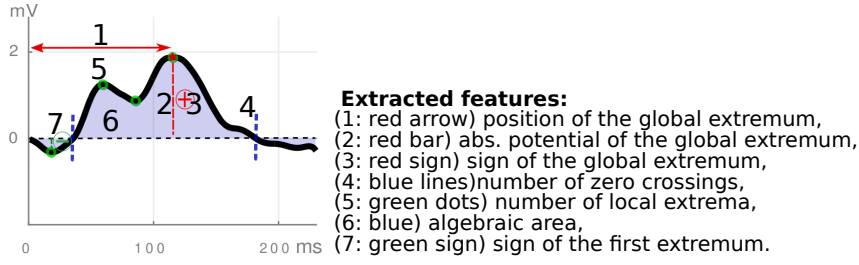 mV
1
2
5
2
3
4
7
6
0
0
100
200 ms
Extracted features:
(1: red arrow) position of the global extremum,
(2: red bar) abs. potential of the global extremum,
(3: red sign) sign of the global extremum,
(4: blue lines)number of zero crossings,
(5: green dots) number of local extrema,
(6: blue) algebraic area,
(7: green sign) sign of the first extremum.